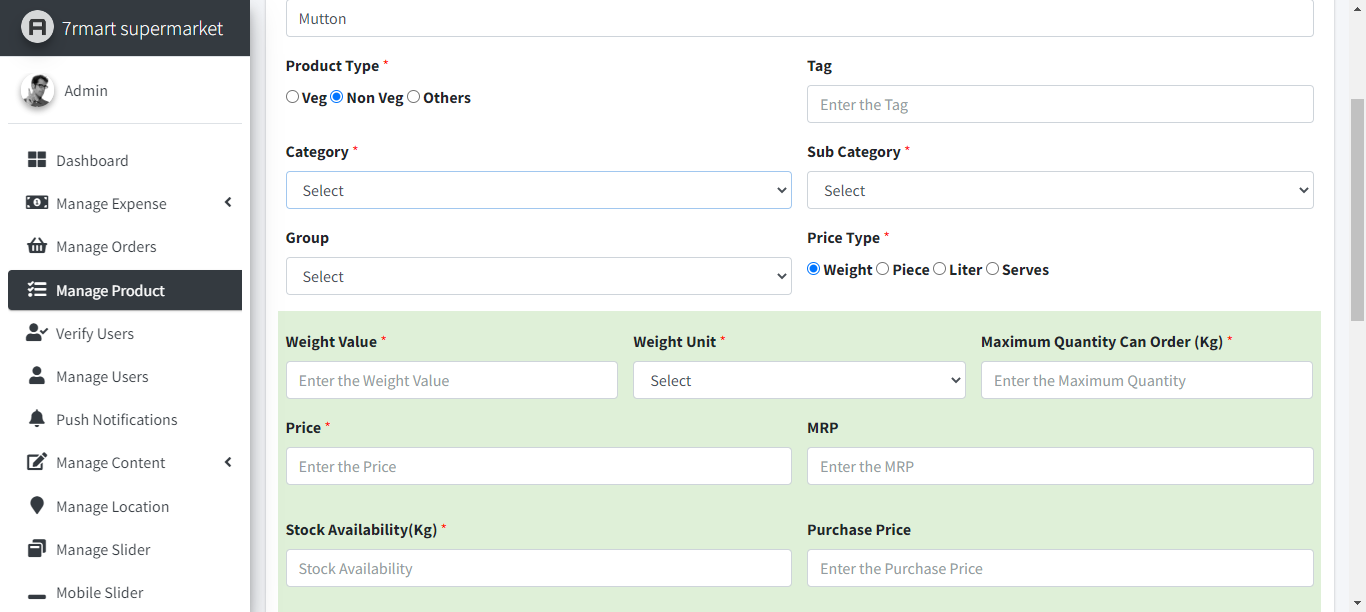 7rmart supermarket
Admin
Dashboard
Manage Expense
Manage Orders
Manage Product
Verify Users
Manage Users
Push Notifications
Manage Content
Manage Location
Manage Slider
Mobile Slider
Mutton
Product Type *
Veg Non Veg Others
Tag
Enter the Tag
Category *
Select
Sub Category *
Select
Group
Select
Price Type *
Weight Piece Liter Serves
Weight Value *
Enter the Weight Value
Weight Unit *
Select
Maximum Quantity Can Order (Kg) *
Enter the Maximum Quantity
Price *
Enter the Price
MRP
Enter the MRP
Stock Availability(Kg) *
Stock Availability
Purchase Price
Enter the Purchase Price